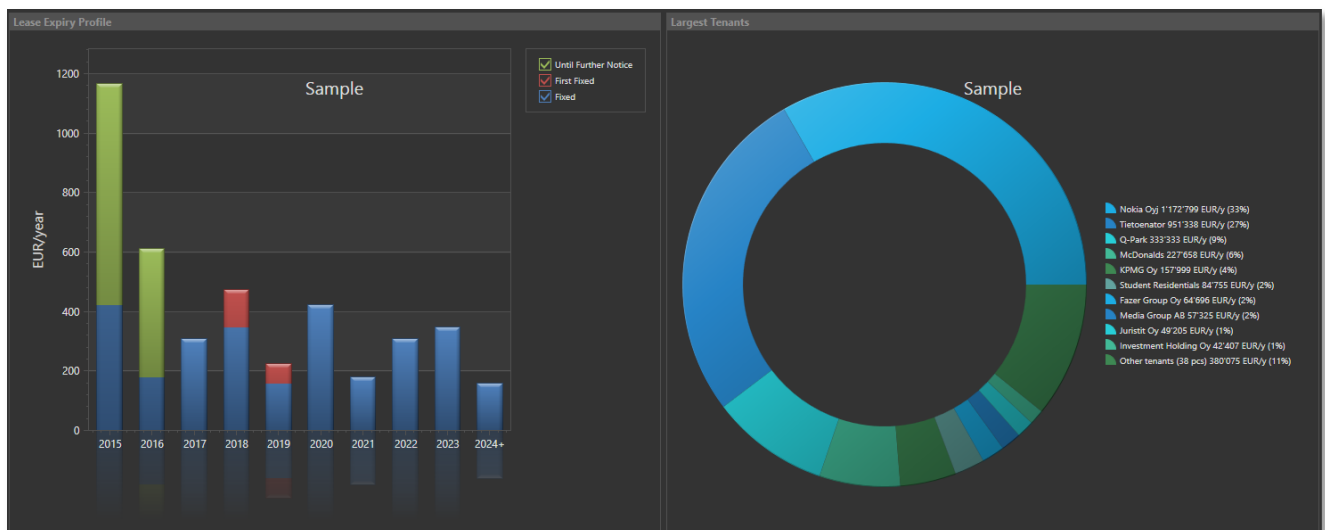 Lease Expiry Profile
Sample
EUR/year
1200
1000
800
600
400
200
0
2015 2016 2017 2018 2019 2020 2021 2022 2023 2024+
Until Further Notice
First Fixed
Fixed
Largest Tenants
Sample
Nokia Oyj 1'172'799 EUR/y (33%)
Tietoenator 951'338 EUR/y (27%)
Q-Park 333'333 EUR/y (9%)
McDonalds 227'658 EUR/y (6%)
KPMG Oy 157'999 EUR/y (4%)
Student Residentials 84'755 EUR/y (2%)
Fazer Group Oy 64'696 EUR/y (2%)
Media Group AB 57'325 EUR/y (2%)
Juristit Oy 49'205 EUR/y (1%)
Investment Holding Oy 42'407 EUR/y (1%)
Other tenants (38 pcs) 380'075 EUR/y (11%)